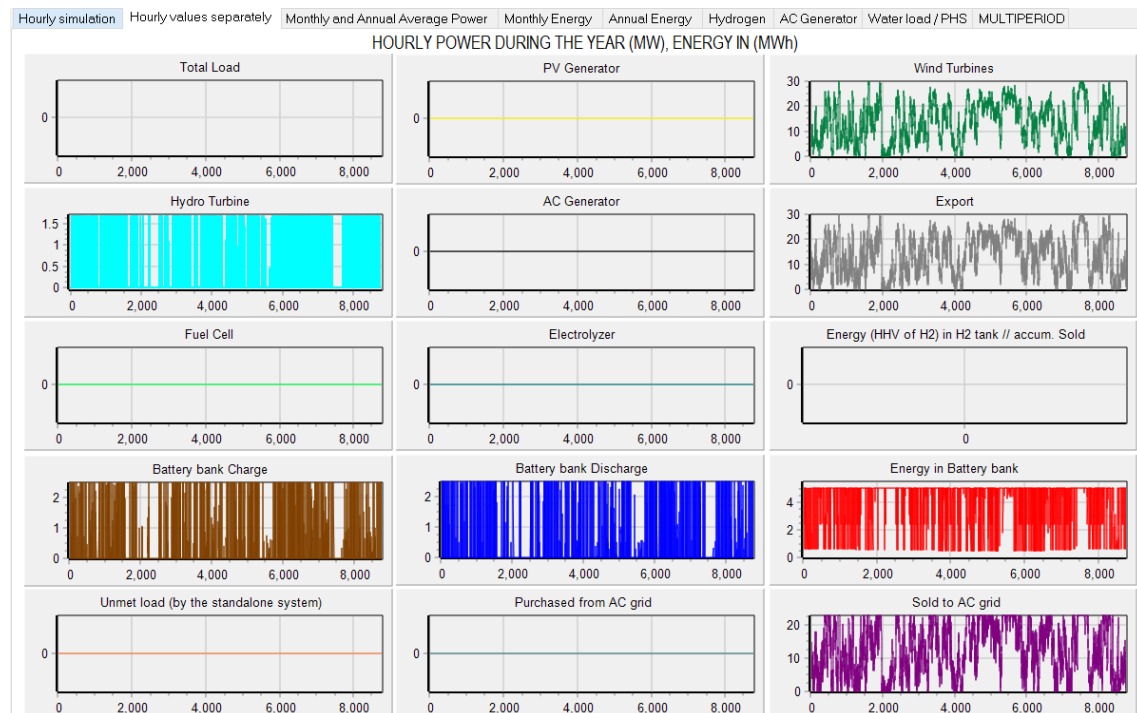 Hourly simulation Hourly values separately Monthly and Annual Average Power Monthly Energy Annual Energy Hydrogen AC Generator Water load / PHS MULTIPERIOD
HOURLY POWER DURING THE YEAR (MW), ENERGY IN (MWh)
Total Load
0
0 2,000 4,000 6,000 8,000
PV Generator
0
0 2,000 4,000 6,000 8,000
Wind Turbines
30
20
10
0
0 2,000 4,000 6,000 8,000
Hydro Turbine
1.5
1
0.5
0
0 2,000 4,000 6,000 8,000
AC Generator
0
0 2,000 4,000 6,000 8,000
Export
30
20
10
0
0 2,000 4,000 6,000 8,000
Fuel Cell
0
0 2,000 4,000 6,000 8,000
Electrolyzer
0
0 2,000 4,000 6,000 8,000
Energy (HHV of H2) in H2 tank // accum. Sold
0
0
Battery bank Charge
2
1
0
0 2,000 4,000 6,000 8,000
Battery bank Discharge
2
1
0
0 2,000 4,000 6,000 8,000
Energy in Battery bank
4
2
0
0 2,000 4,000 6,000 8,000
Unmet load (by the standalone system)
0
0 2,000 4,000 6,000 8,000
Purchased from AC grid
0
0 2,000 4,000 6,000 8,000
Sold to AC grid
20
10
0
0 2,000 4,000 6,000 8,000